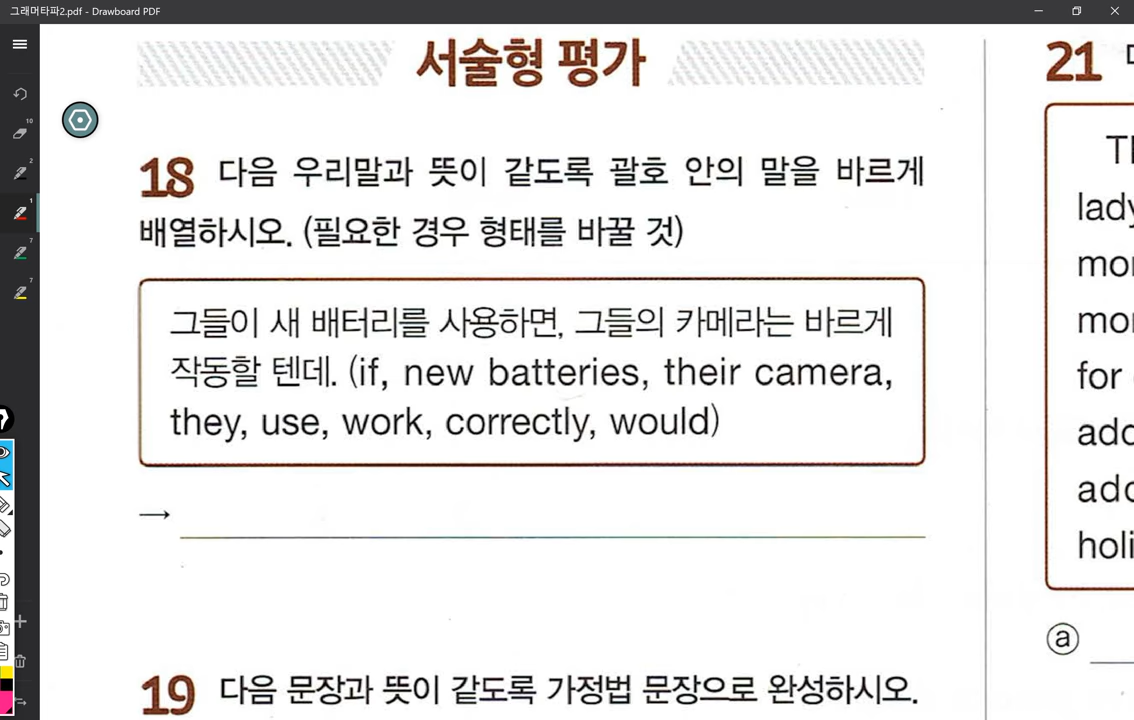 그래머타파2.pdf - Drawboard PDF
서술형 평가
18 다음 우리말과 뜻이 같도록 괄호 안의 말을 바르게
배열하시오. (필요한 경우 형태를 바꿀 것)
그들이 새 배터리를 사용하면, 그들의 카메라는 바르게
작동할 텐데. (if, new batteries, their camera,
they, use, work, correctly, would)
→
19 다음 문장과 뜻이 같도록 가정법 문장으로 완성하시오.
21
lady
for
holi
ⓐ
10
2
1
7
7